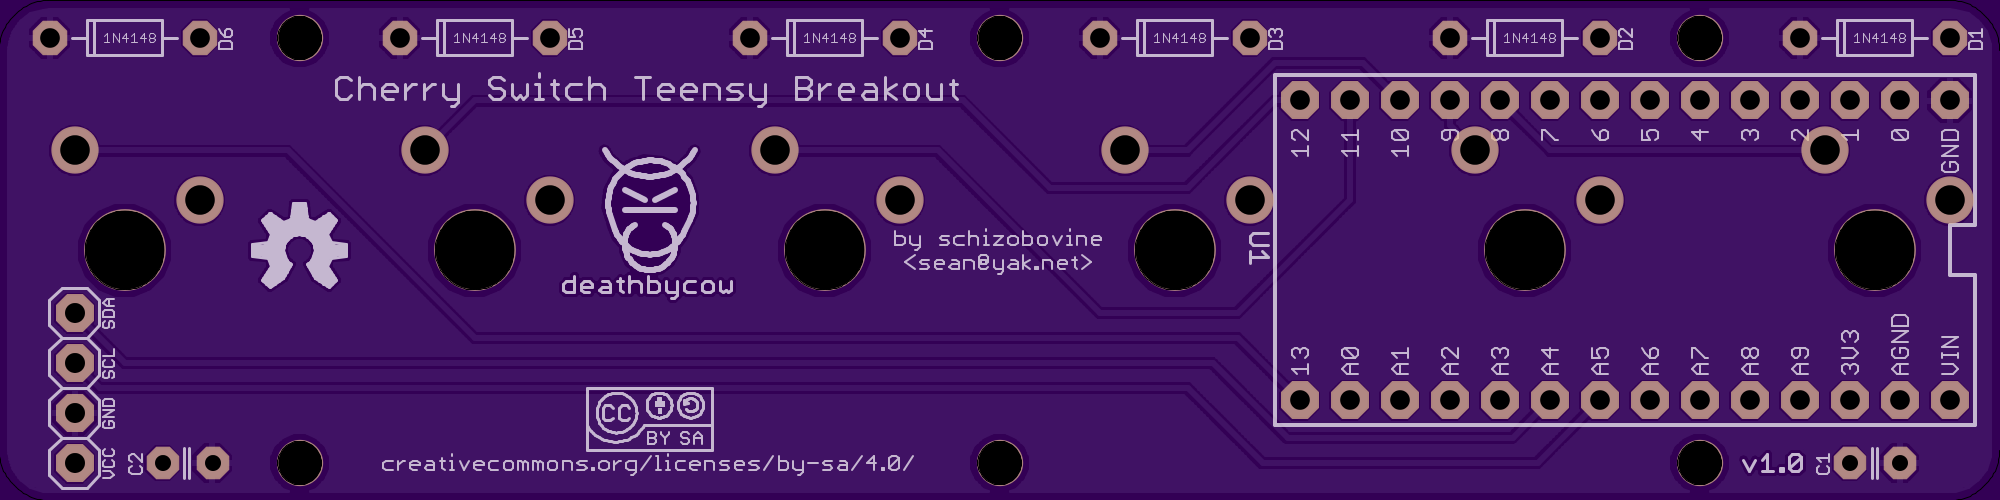 1N4148 D6 1N4148 D5 1N4148 D4 1N4148 D3 1N4148 D2 1N4148 D1
Cherry Switch Teensy Breakout
12 11 10 9 8 7 6 5 4 3 2 1 0 GND
by schizobovine
<sean@yak.net>
U1
deathbycow
SDA
SCL
GND
VCC
13 A0 A1 A2 A3 A4 A5 A6 A7 A8 A9 3V3 AGND VIN
CC
BY SA
C2
creativecommons.org/licenses/by-sa/4.0/
v1.0 C1